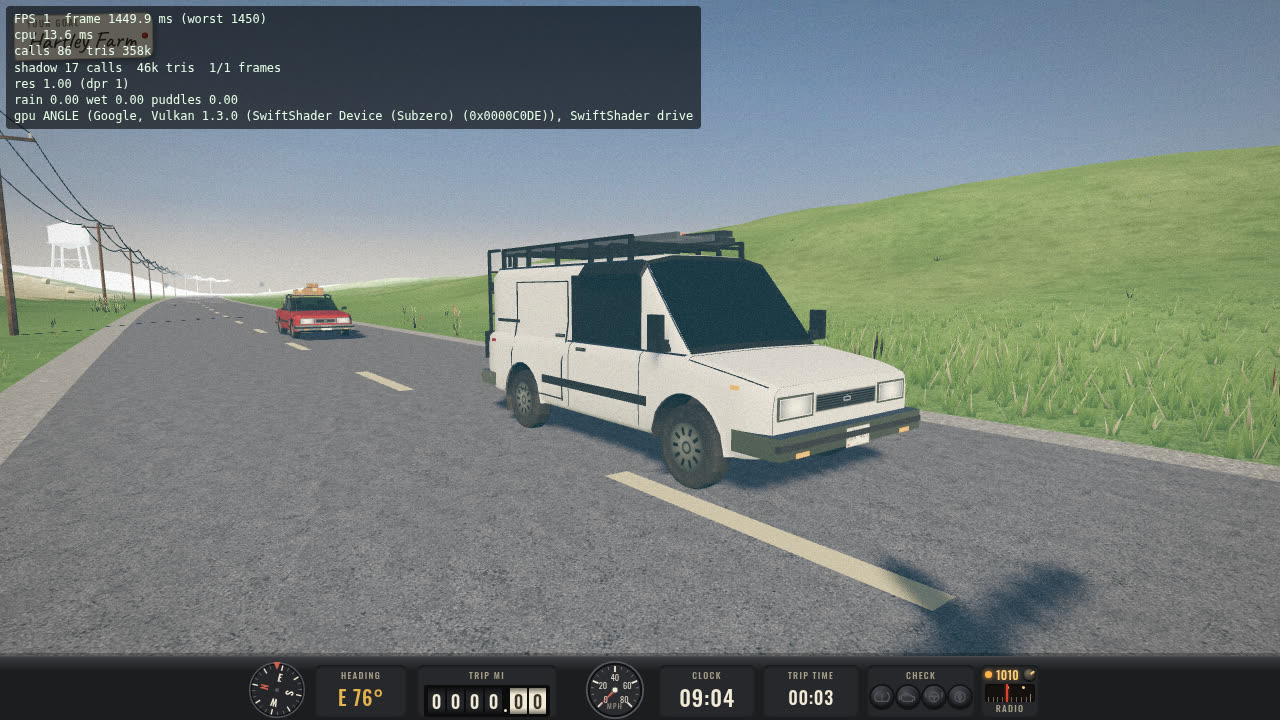 FPS 1 frame 1449.9 ms (worst 1450)
cpu 13.6 ms
calls 86 tris 358k
shadow 17 calls 46k tris 1/1 frames
res 1.00 (dpr 1)
rain 0.00 wet 0.00 puddles 0.00
gpu ANGLE (Google, Vulkan 1.3.0 (SwiftShader Device (Subzero) (0x0000C0DE)), SwiftShader drive
Hartley Farm
E
S
W
HEADING
E 76°
TRIP MI
0000.00
20 40 60 80
MPH
CLOCK
09:04
TRIP TIME
00:03
CHECK
1010
RADIO